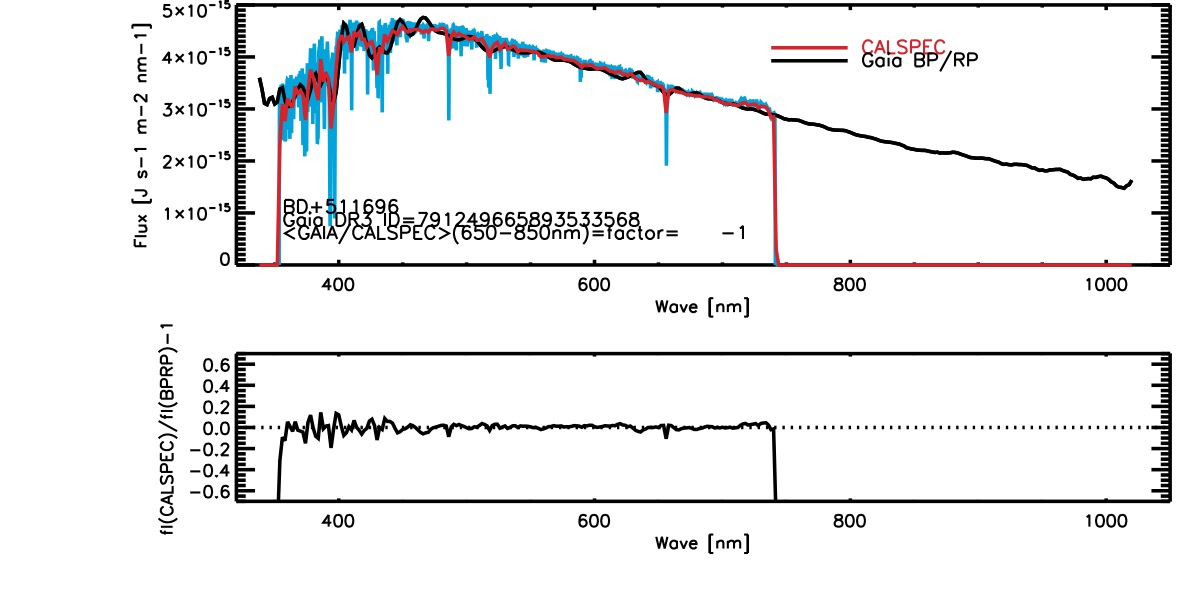 5×10-15
4×10-15
3×10-15
2×10-15
1×10-15
0
Flux [J s-1 m-2 nm-1]
CALSPEC
Gaia BP/RP
BD+511696
Gaia DR3 ID=791249665893533568
<GAIA/CALSPEC>(650-850nm)=factor= -1
400 600 800 1000
Wave [nm]
fl(CALSPEC)/fl(BPRP)-1
0.6
0.4
0.2
0.0
-0.2
-0.4
-0.6
400 600 800 1000
Wave [nm]